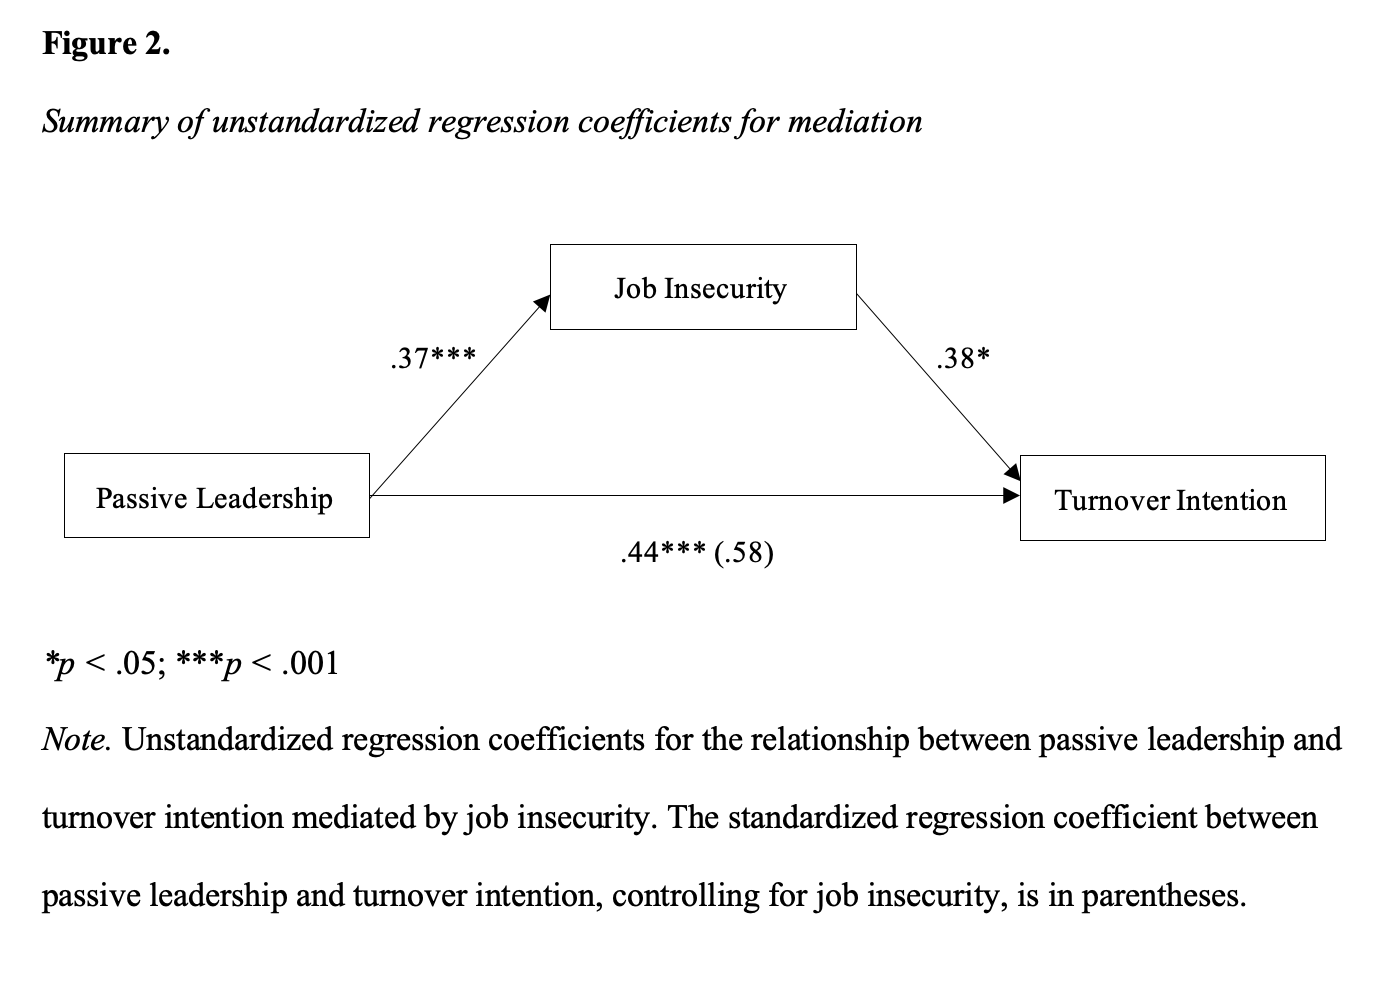 Figure 2.
Summary of unstandardized regression coefficients for mediation
Job Insecurity
.37***
.38*
Passive Leadership
Turnover Intention
.44*** (.58)
*p < .05; ***p < .001
Note. Unstandardized regression coefficients for the relationship between passive leadership and
turnover intention mediated by job insecurity. The standardized regression coefficient between
passive leadership and turnover intention, controlling for job insecurity, is in parentheses.